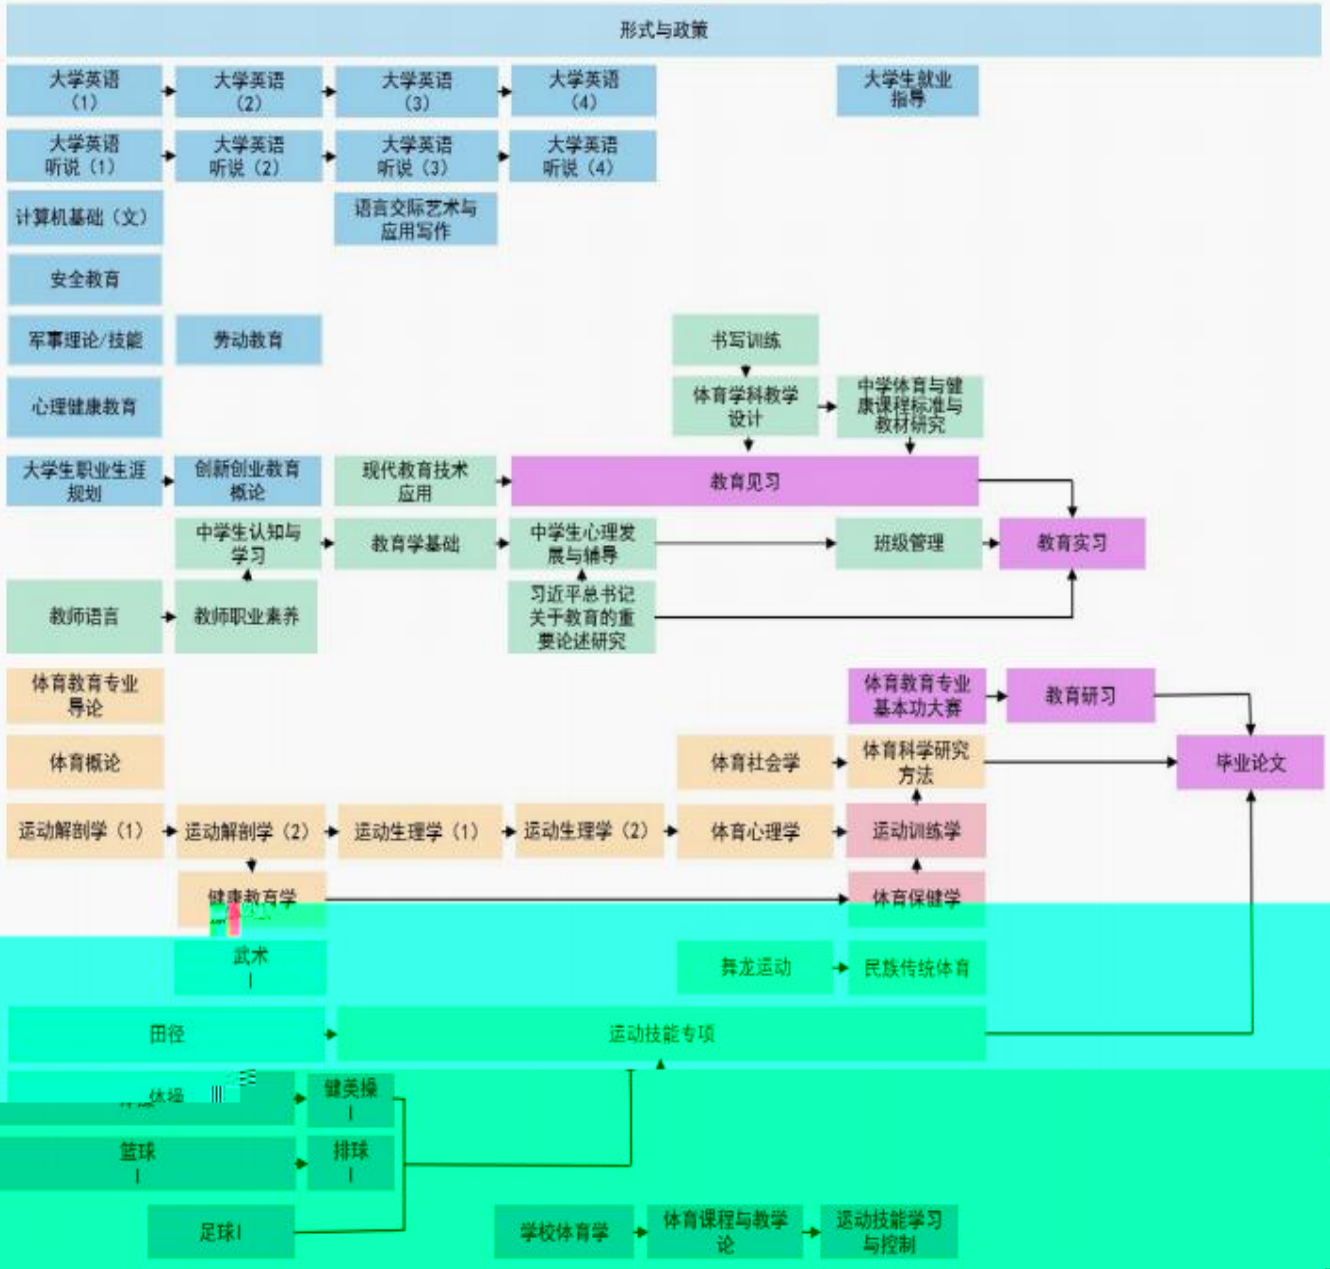 形式与政策
大学英语
（1）
大学英语
（2）
大学英语
（3）
大学英语
（4）
大学生就业
指导
大学英语
听说（1）
大学英语
听说（2）
大学英语
听说（3）
大学英语
听说（4）
计算机基础（文）
语言交际艺术与
应用写作
安全教育
军事理论/技能
劳动教育
书写训练
心理健康教育
体育学科教学
设计
中学体育与健
康课程标准与
教材研究
大学生职业生涯
规划
创新创业教育
概论
现代教育技术
应用
教育见习
中学生认知与
学习
教育学基础
中学生心理发
展与辅导
班级管理
教育实习
教师语言
教师职业素养
习近平总书记
关于教育的重
要论述研究
体育教育专业
导论
体育教育专业
基本功大赛
教育研习
体育概论
体育社会学
体育科学研究
方法
毕业论文
运动解剖学（1）
运动解剖学（2）
运动生理学（1）
运动生理学（2）
体育心理学
运动训练学
健康教育学
体育保健学
武术
I
舞龙运动
民族传统体育
田径
运动技能专项
体操
健美操
I
篮球
I
排球
I
足球I
学校体育学
体育课程与教学
论
运动技能学习
与控制